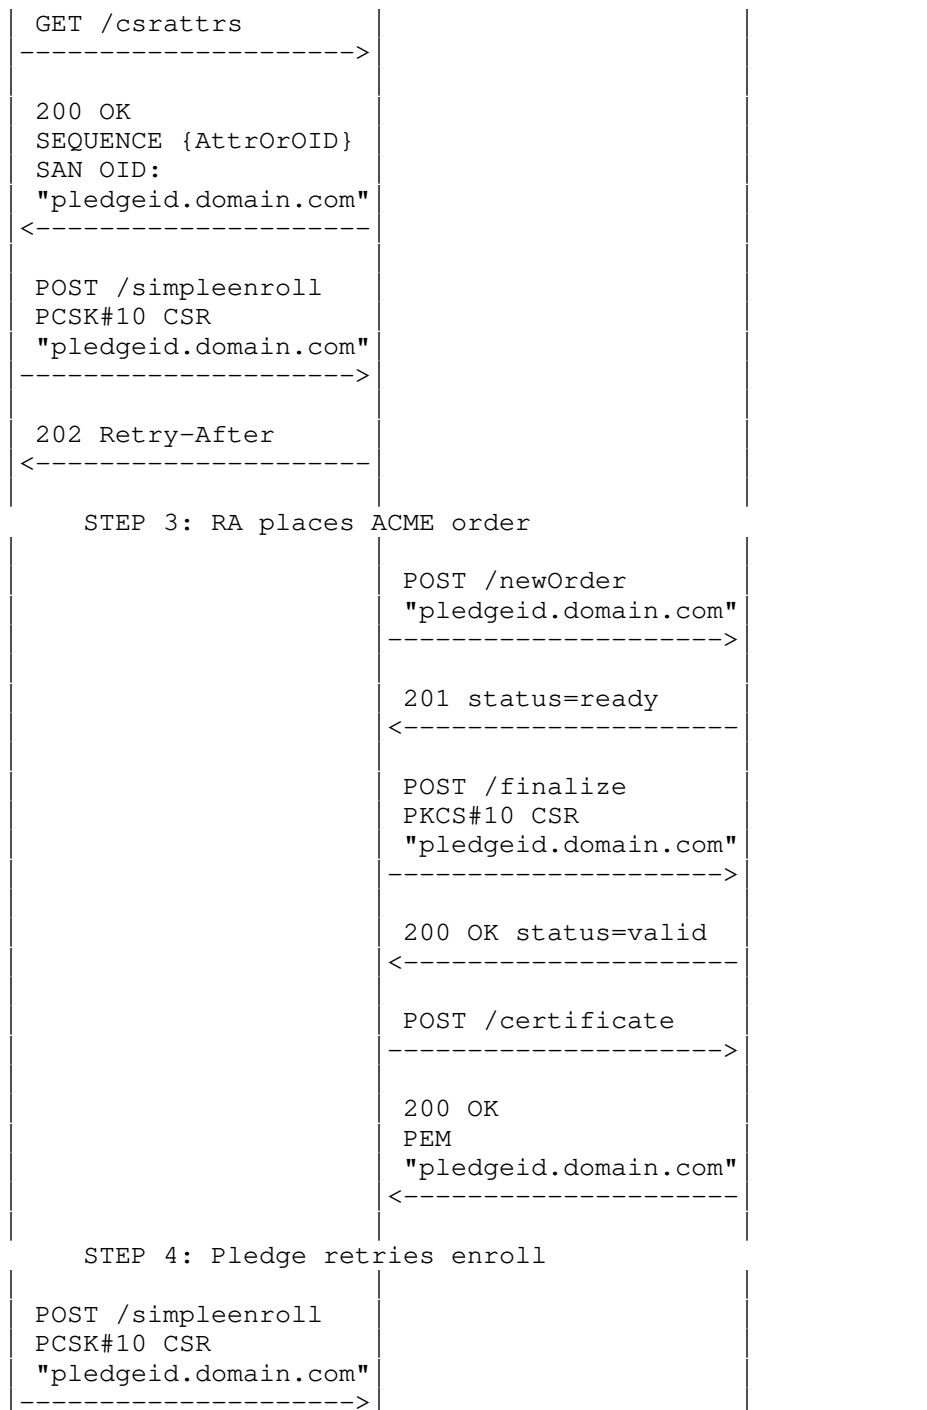 GET /csrattrs
--------------------->
200 OK
SEQUENCE {AttrOrOID}
SAN OID:
"pledgeid.domain.com"
<---------------------
POST /simpleenroll
PCSK#10 CSR
"pledgeid.domain.com"
--------------------->
202 Retry-After
<---------------------
STEP 3: RA places ACME order
POST /newOrder
"pledgeid.domain.com"
--------------------->
201 status=ready
<---------------------
POST /finalize
PKCS#10 CSR
"pledgeid.domain.com"
--------------------->
200 OK status=valid
<---------------------
POST /certificate
--------------------->
200 OK
PEM
"pledgeid.domain.com"
<---------------------
STEP 4: Pledge retries enroll
POST /simpleenroll
PCSK#10 CSR
"pledgeid.domain.com"
--------------------->